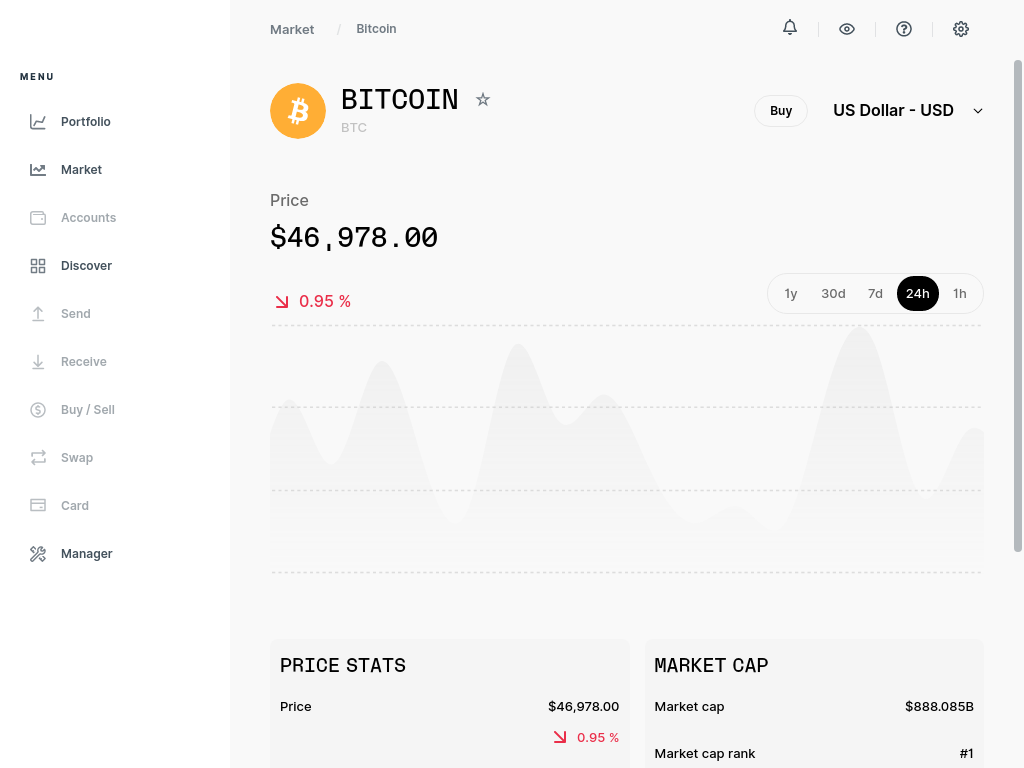 Market / Bitcoin
MENU
Portfolio
Market
Accounts
Discover
Send
Receive
Buy / Sell
Swap
Card
Manager
BITCOIN
BTC
Buy
US Dollar - USD
Price
$46,978.00
0.95 %
1y 30d 7d 24h 1h
PRICE STATS
Price $46,978.00
0.95 %
MARKET CAP
Market cap $888.085B
Market cap rank #1